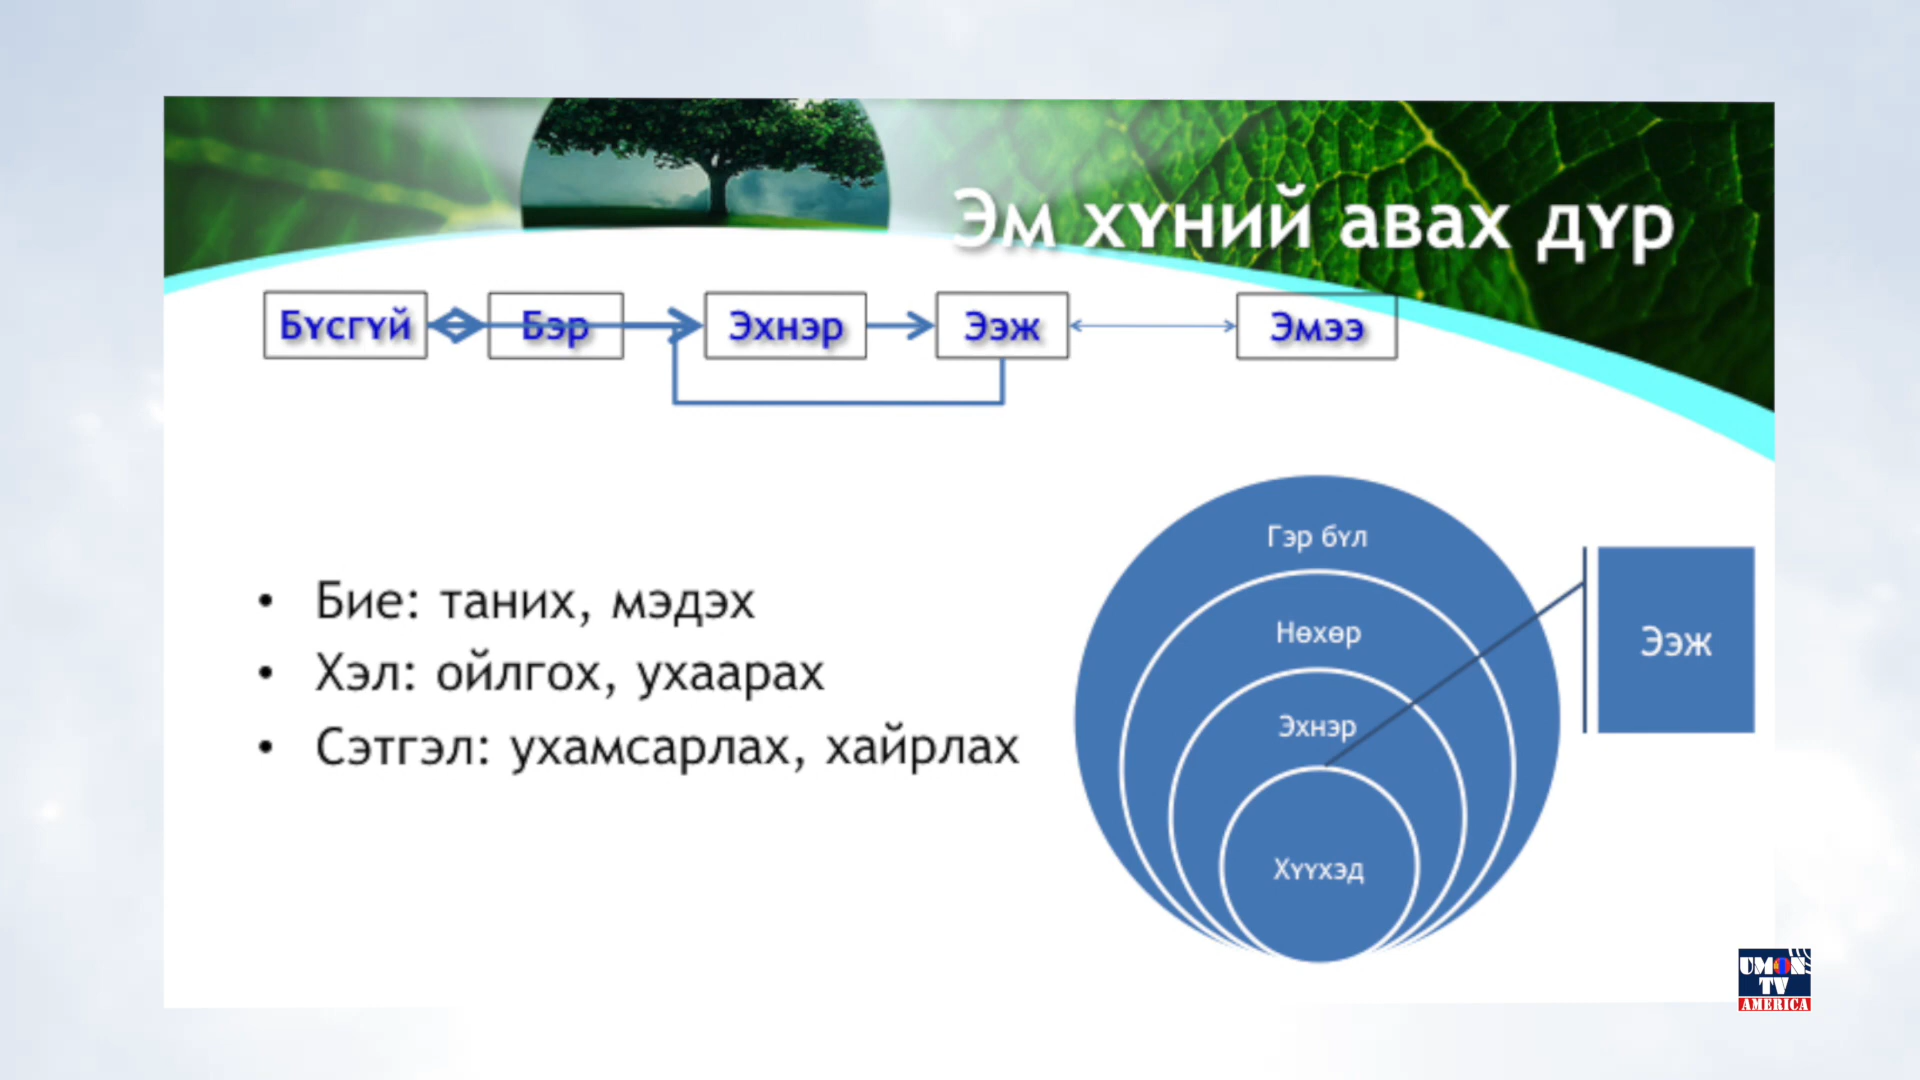 Эм хүний авах дүр
Бүсгүй Бэр Эхнэр Ээж Эмээ
• Бие: таних, мэдэх
• Хэл: ойлгох, ухаарах
• Сэтгэл: ухамсарлах, хайрлах
Гэр бүл
Нөхөр
Эхнэр
Хүүхэд
Ээж
UMON
TV
AMERICA